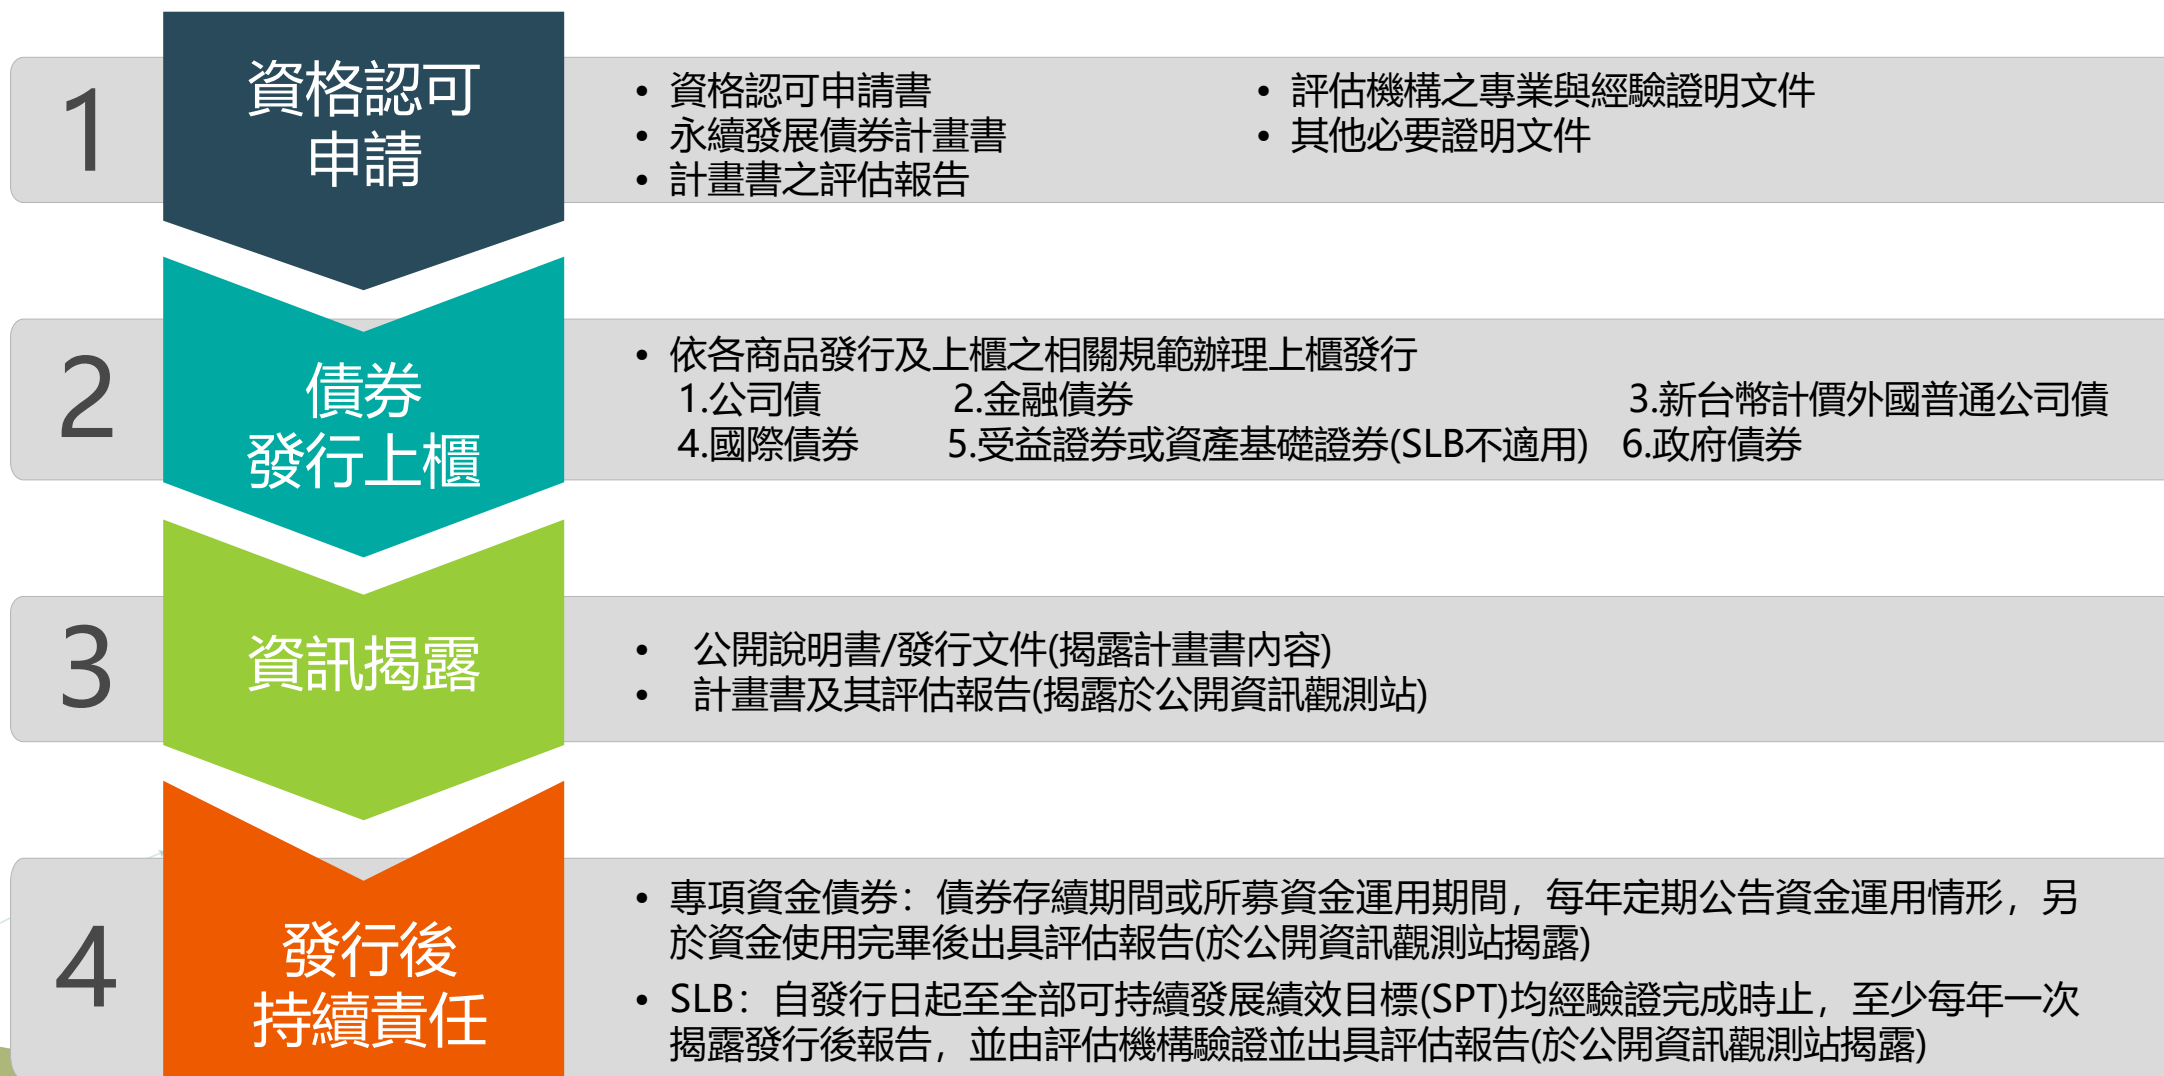 1
資格認可
申請
• 資格認可申請書
• 永續發展債券計畫書
• 計畫書之評估報告
• 評估機構之專業與經驗證明文件
• 其他必要證明文件
2
債券
發行上櫃
• 依各商品發行及上櫃之相關規範辦理上櫃發行
1.公司債 2.金融債券 3.新台幣計價外國普通公司債
4.國際債券 5.受益證券或資產基礎證券(SLB不適用) 6.政府債券
3
資訊揭露
• 公開說明書/發行文件(揭露計畫書內容)
• 計畫書及其評估報告(揭露於公開資訊觀測站)
4
發行後
持續責任
• 專項資金債券：債券存續期間或所募資金運用期間，每年定期公告資金運用情形，另
於資金使用完畢後出具評估報告(於公開資訊觀測站揭露)
• SLB：自發行日起至全部可持續發展績效目標(SPT)均經驗證完成時止，至少每年一次
揭露發行後報告，並由評估機構驗證並出具評估報告(於公開資訊觀測站揭露)